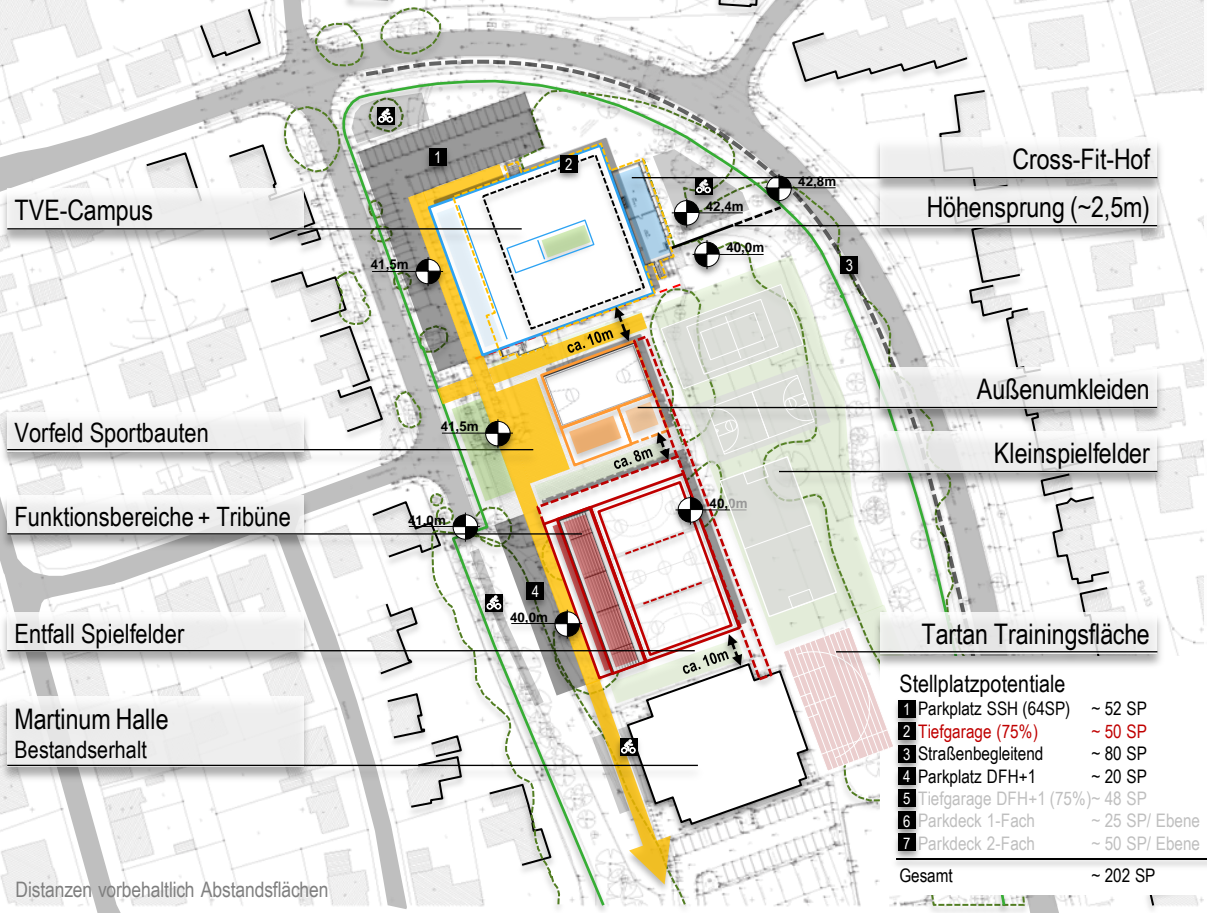 1
2
Cross-Fit-Hof
42,8m
TVE-Campus
42,4m
Höhensprung (~2,5m)
40,0m
41,5m
3
ca. 10m
Außenumkleiden
41,5m
Vorfeld Sportbauten
ca. 8m
Kleinspielfelder
40,0m
Funktionsbereiche + Tribüne
41,0m
4
40,0m
Entfall Spielfelder
Tartan Trainingsfläche
ca. 10m
Martinum Halle
Bestandserhalt
Stellplatzpotentiale
1 Parkplatz SSH (64SP) ~ 52 SP
2 Tiefgarage (75%) ~ 50 SP
3 Straßenbegleitend ~ 80 SP
4 Parkplatz DFH+1 ~ 20 SP
5 Tiefgarage DFH+1 (75%) ~ 48 SP
6 Parkdeck 1-Fach ~ 25 SP/ Ebene
7 Parkdeck 2-Fach ~ 50 SP/ Ebene
Gesamt ~ 202 SP
Distanzen vorbehaltlich Abstandsflächen